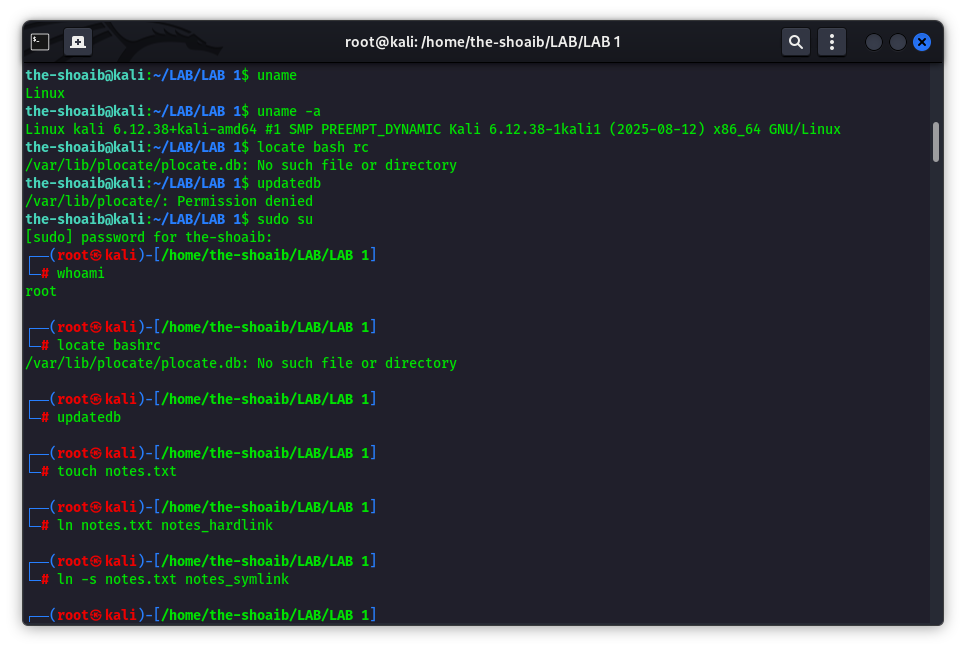 root@kali: /home/the-shoaib/LAB/LAB 1
the-shoaib@kali:~/LAB/LAB 1$ uname
Linux
the-shoaib@kali:~/LAB/LAB 1$ uname -a
Linux kali 6.12.38+kali-amd64 #1 SMP PREEMPT_DYNAMIC Kali 6.12.38-1kali1 (2025-08-12) x86_64 GNU/Linux
the-shoaib@kali:~/LAB/LAB 1$ locate bash rc
/var/lib/plocate/plocate.db: No such file or directory
the-shoaib@kali:~/LAB/LAB 1$ updatedb
/var/lib/plocate/: Permission denied
the-shoaib@kali:~/LAB/LAB 1$ sudo su
[sudo] password for the-shoaib:
┌──(root㉿kali)-[/home/the-shoaib/LAB/LAB 1]
└─# whoami
root
┌──(root㉿kali)-[/home/the-shoaib/LAB/LAB 1]
└─# locate bashrc
/var/lib/plocate/plocate.db: No such file or directory
┌──(root㉿kali)-[/home/the-shoaib/LAB/LAB 1]
└─# updatedb
┌──(root㉿kali)-[/home/the-shoaib/LAB/LAB 1]
└─# touch notes.txt
┌──(root㉿kali)-[/home/the-shoaib/LAB/LAB 1]
└─# ln notes.txt notes_hardlink
┌──(root㉿kali)-[/home/the-shoaib/LAB/LAB 1]
└─# ln -s notes.txt notes_symlink
┌──(root㉿kali)-[/home/the-shoaib/LAB/LAB 1]